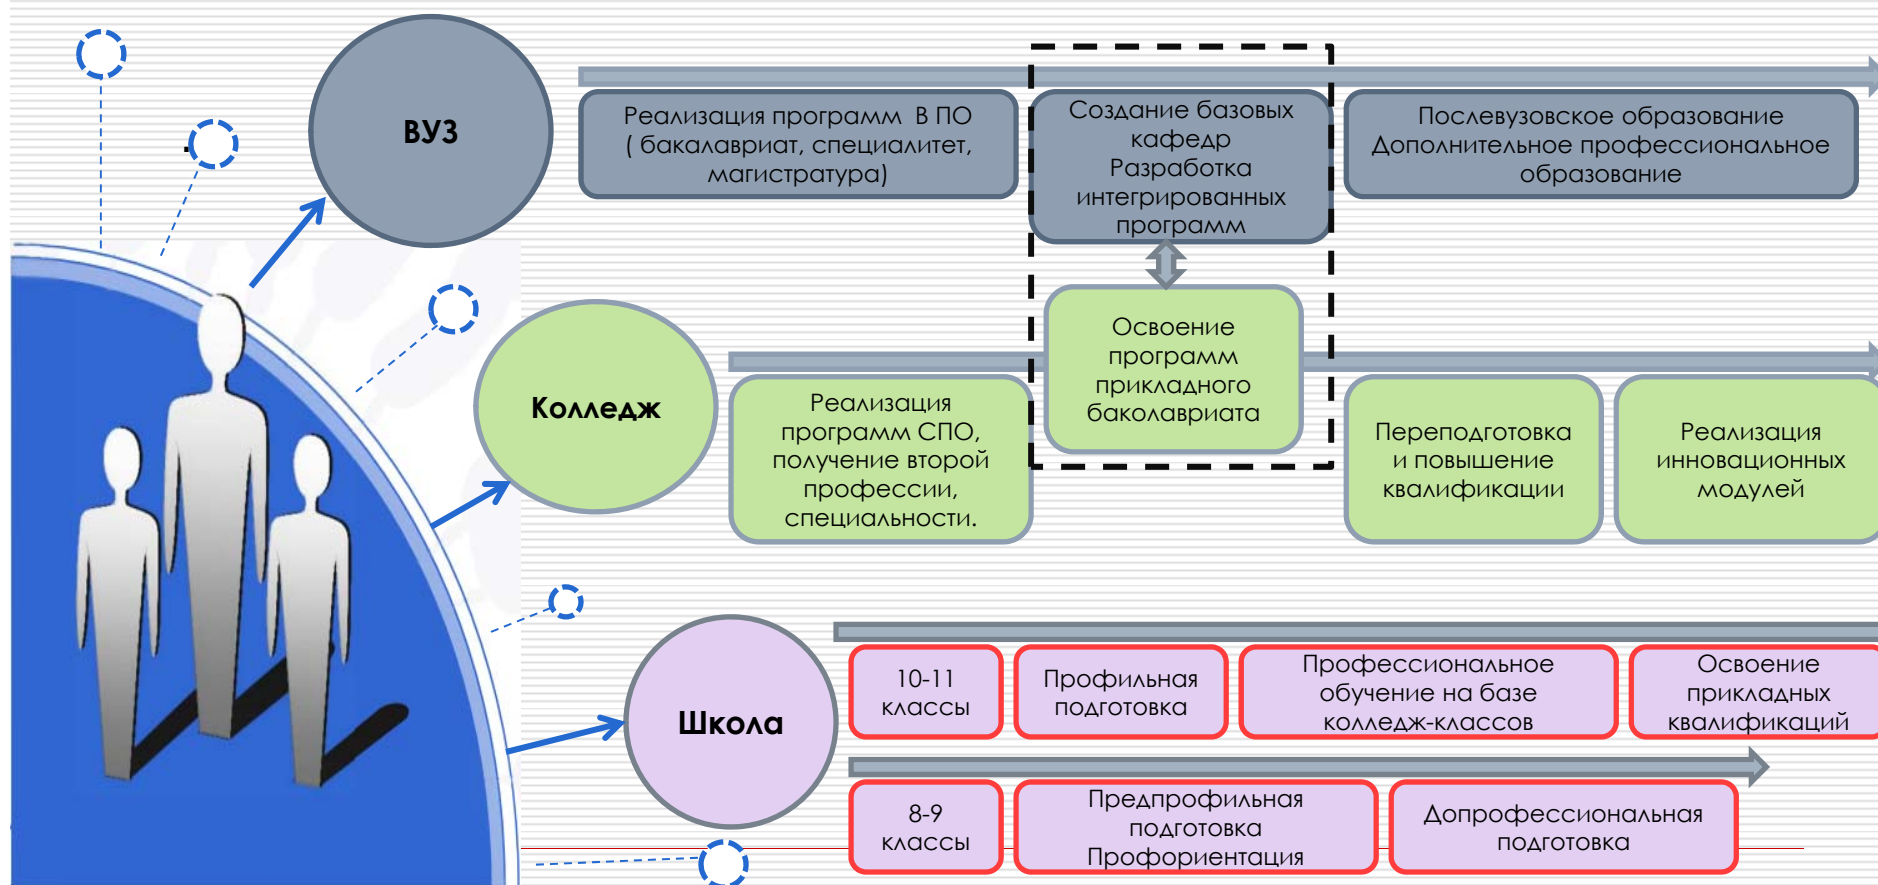 ВУЗ
Реализация программ В ПО
( бакалавриат, специалитет,
магистратура)
Создание базовых
кафедр
Разработка
интегрированных
программ
Послевузовское образование
Дополнительное профессиональное
образование
.
Колледж
Реализация
программ СПО,
получение второй
профессии,
специальности.
Освоение
программ
прикладного
баколавриата
Переподготовка
и повышение
квалификации
Реализация
инновационных
модулей
Школа
10-11
классы
Профильная
подготовка
Профессиональное
обучение на базе
колледж-классов
Освоение
прикладных
квалификаций
8-9
классы
Предпрофильная
подготовка
Профориентация
Допрофессиональная
подготовка